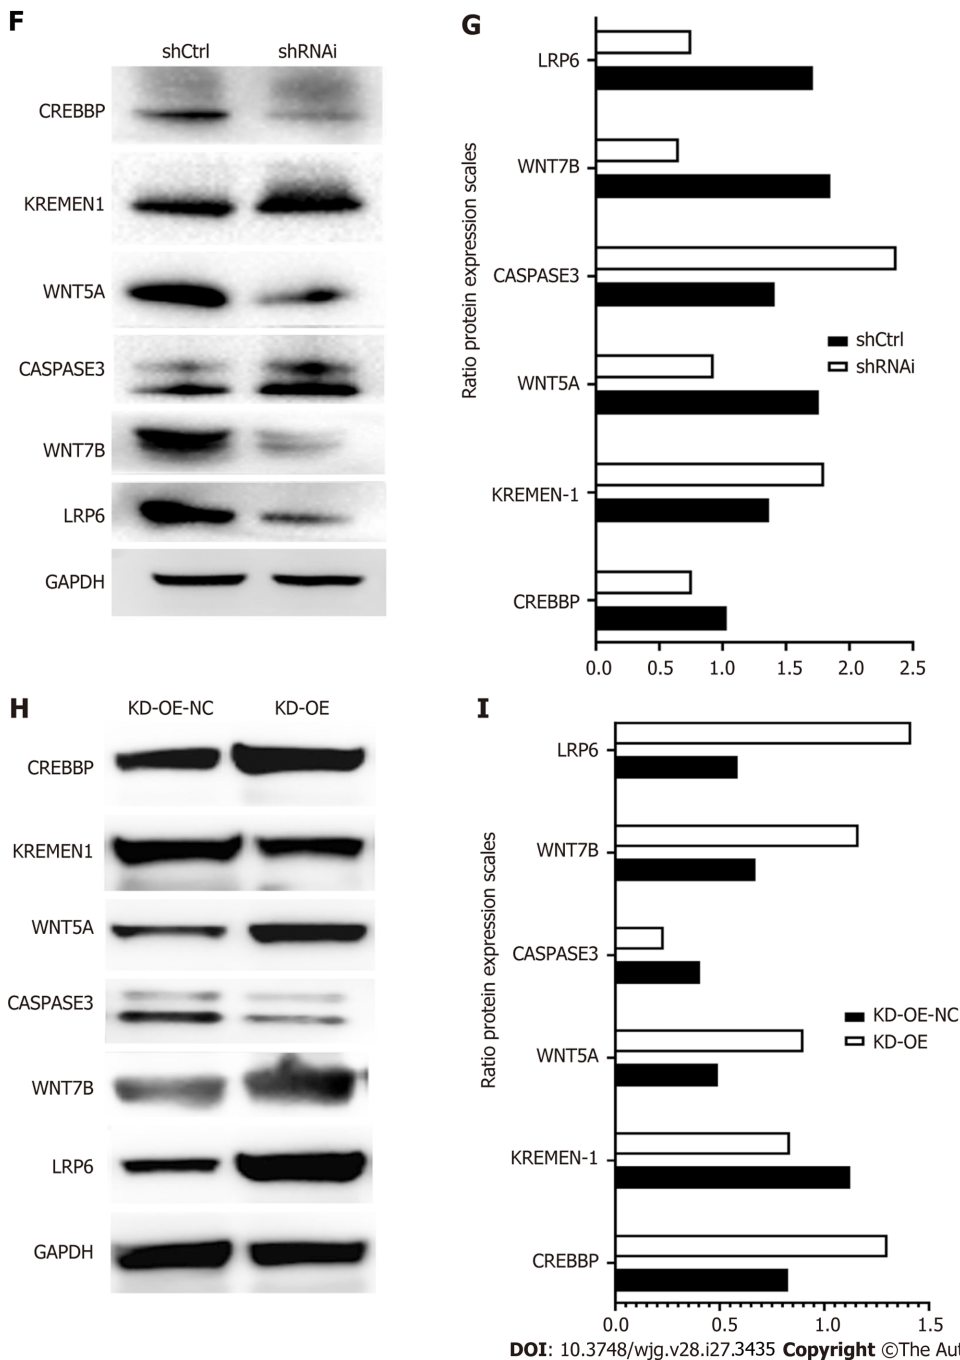 F
shCtrl shRNAi
CREBBP
KREMEN1
WNT5A
CASPASE3
WNT7B
LRP6
GAPDH
G
Ratio protein expression scales
LRP6
WNT7B
CASPASE3
WNT5A
KREMEN-1
CREBBP
shCtrl
shRNAi
0.0 0.5 1.0 1.5 2.0 2.5
H
KD-OE-NC KD-OE
CREBBP
KREMEN1
WNT5A
CASPASE3
WNT7B
LRP6
GAPDH
I
Ratio protein expression scales
LRP6
WNT7B
CASPASE3
WNT5A
KREMEN-1
CREBBP
KD-OE-NC
KD-OE
0.0 0.5 1.0 1.5
DOI: 10.3748/wjg.v28.i27.3435 Copyright ©The Aut